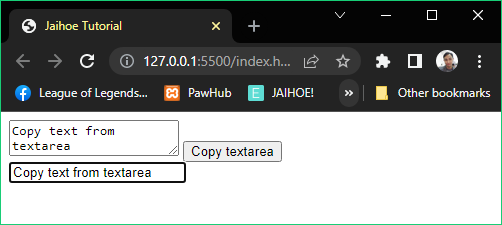 Jaihoe Tutorial
127.0.0.1:5500/index.h...
League of Legends... PawHub JAIHOE! Other bookmarks
Copy text from
textarea
Copy textarea
Copy text from textarea